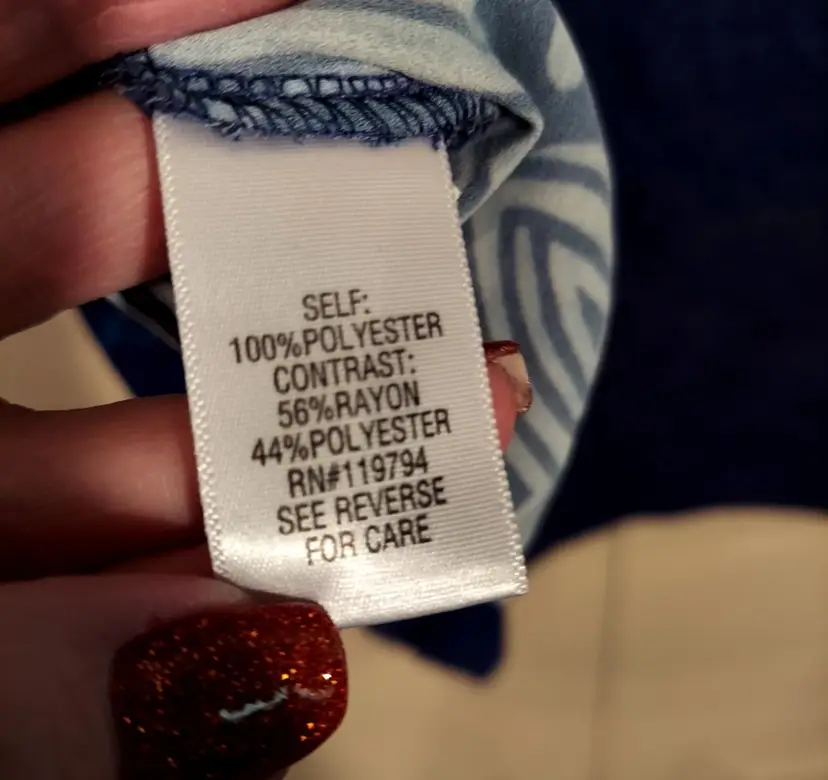 SELF:
100%POLYESTER
CONTRAST:
56%RAYON
44%POLYESTER
RN#119794
SEE REVERSE
FOR CARE